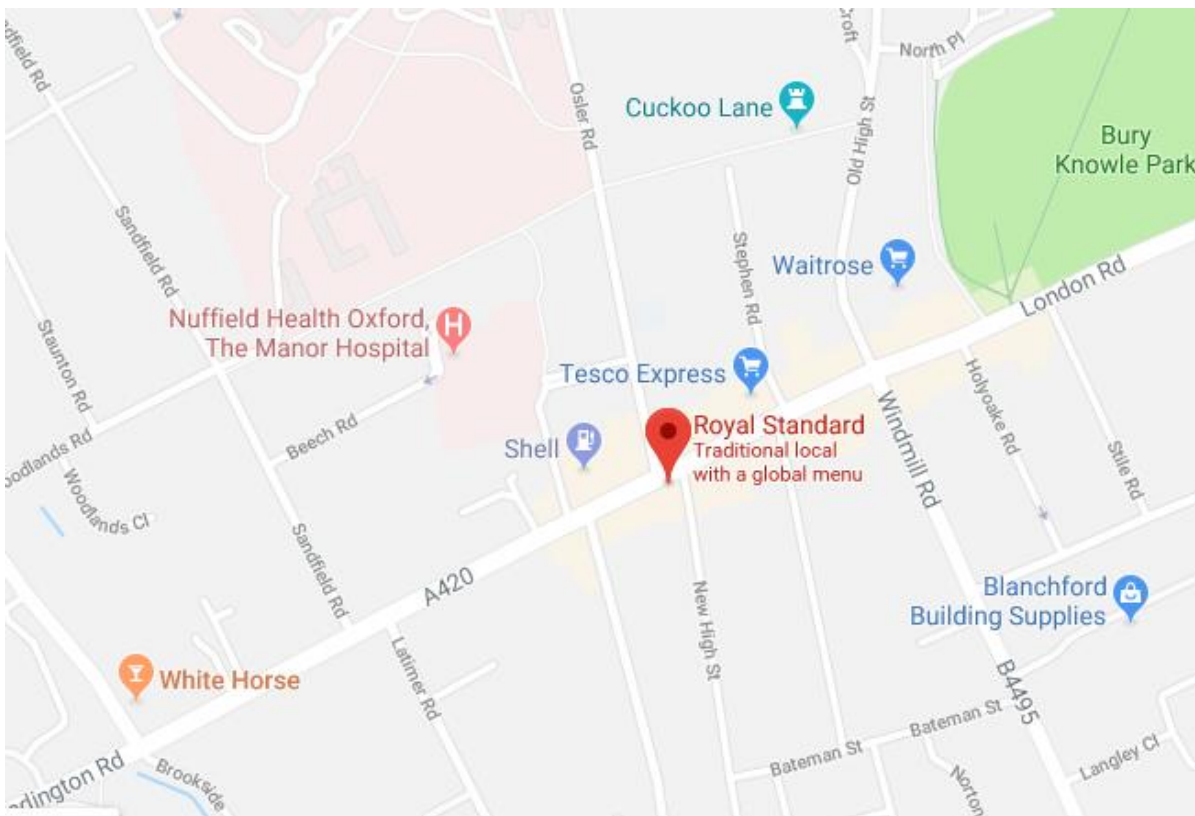 dfield Rd
Croft
North Pl
Osler Rd
Cuckoo Lane
Old High St
Bury
Knowle Park
Sandfield Rd
Stephen Rd
Waitrose
London Rd
Nuffield Health Oxford,
The Manor Hospital
Staunton Rd
Tesco Express
Holyoake Rd
Windmill Rd
Beech Rd
Royal Standard
Traditional local
with a global menu
Shell
oodlands Rd
Stile Rd
Woodlands Cl
Sandfield Rd
A420
New High St
Blanchford
Building Supplies
White Horse
Latimer Rd
B4495
Bateman St
Bateman St
Langley Cl
dington Rd
Brookside
Norton